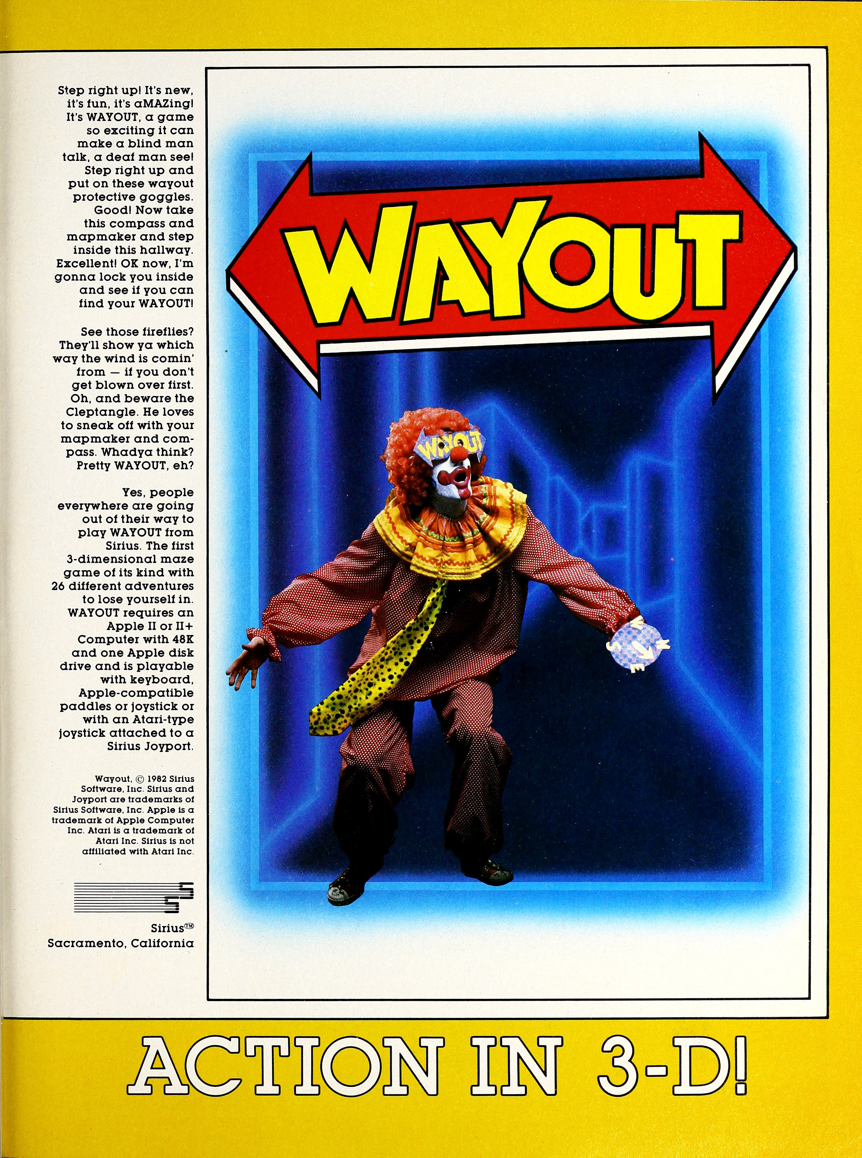 Step right up! It's new,
it's fun, it's aMAZing!
It's WAYOUT, a game
so exciting it can
make a blind man
talk, a deaf man see!
Step right up and
put on these wayout
protective goggles.
Good! Now take
this compass and
mapmaker and step
inside this hallway.
Excellent! OK now, I'm
gonna lock you inside
and see if you can
find your WAYOUT!
See those fireflies?
They'll show ya which
way the wind is comin'
from — if you don't
get blown over first.
Oh, and beware the
Cleptangle. He loves
to sneak off with your
mapmaker and com-
pass. Whadya think?
Pretty WAYOUT, eh?
Yes, people
everywhere are going
out of their way to
play WAYOUT from
Sirius. The first
3-dimensional maze
game of its kind with
26 different adventures
to lose yourself in.
WAYOUT requires an
Apple II or II+
Computer with 48K
and one Apple disk
drive and is playable
with keyboard,
Apple-compatible
paddles or joystick or
with an Atari-type
joystick attached to a
Sirius Joyport.
Wayout, © 1982 Sirius
Software, Inc. Sirius and
Joyport are trademarks of
Sirius Software, Inc. Apple is a
trademark of Apple Computer
Inc. Atari is a trademark of
Atari Inc. Sirius is not
affiliated with Atari Inc.
Sirius™
Sacramento, California
WAYOUT
WAYOUT
N
W
S
E
ACTION IN 3-D!